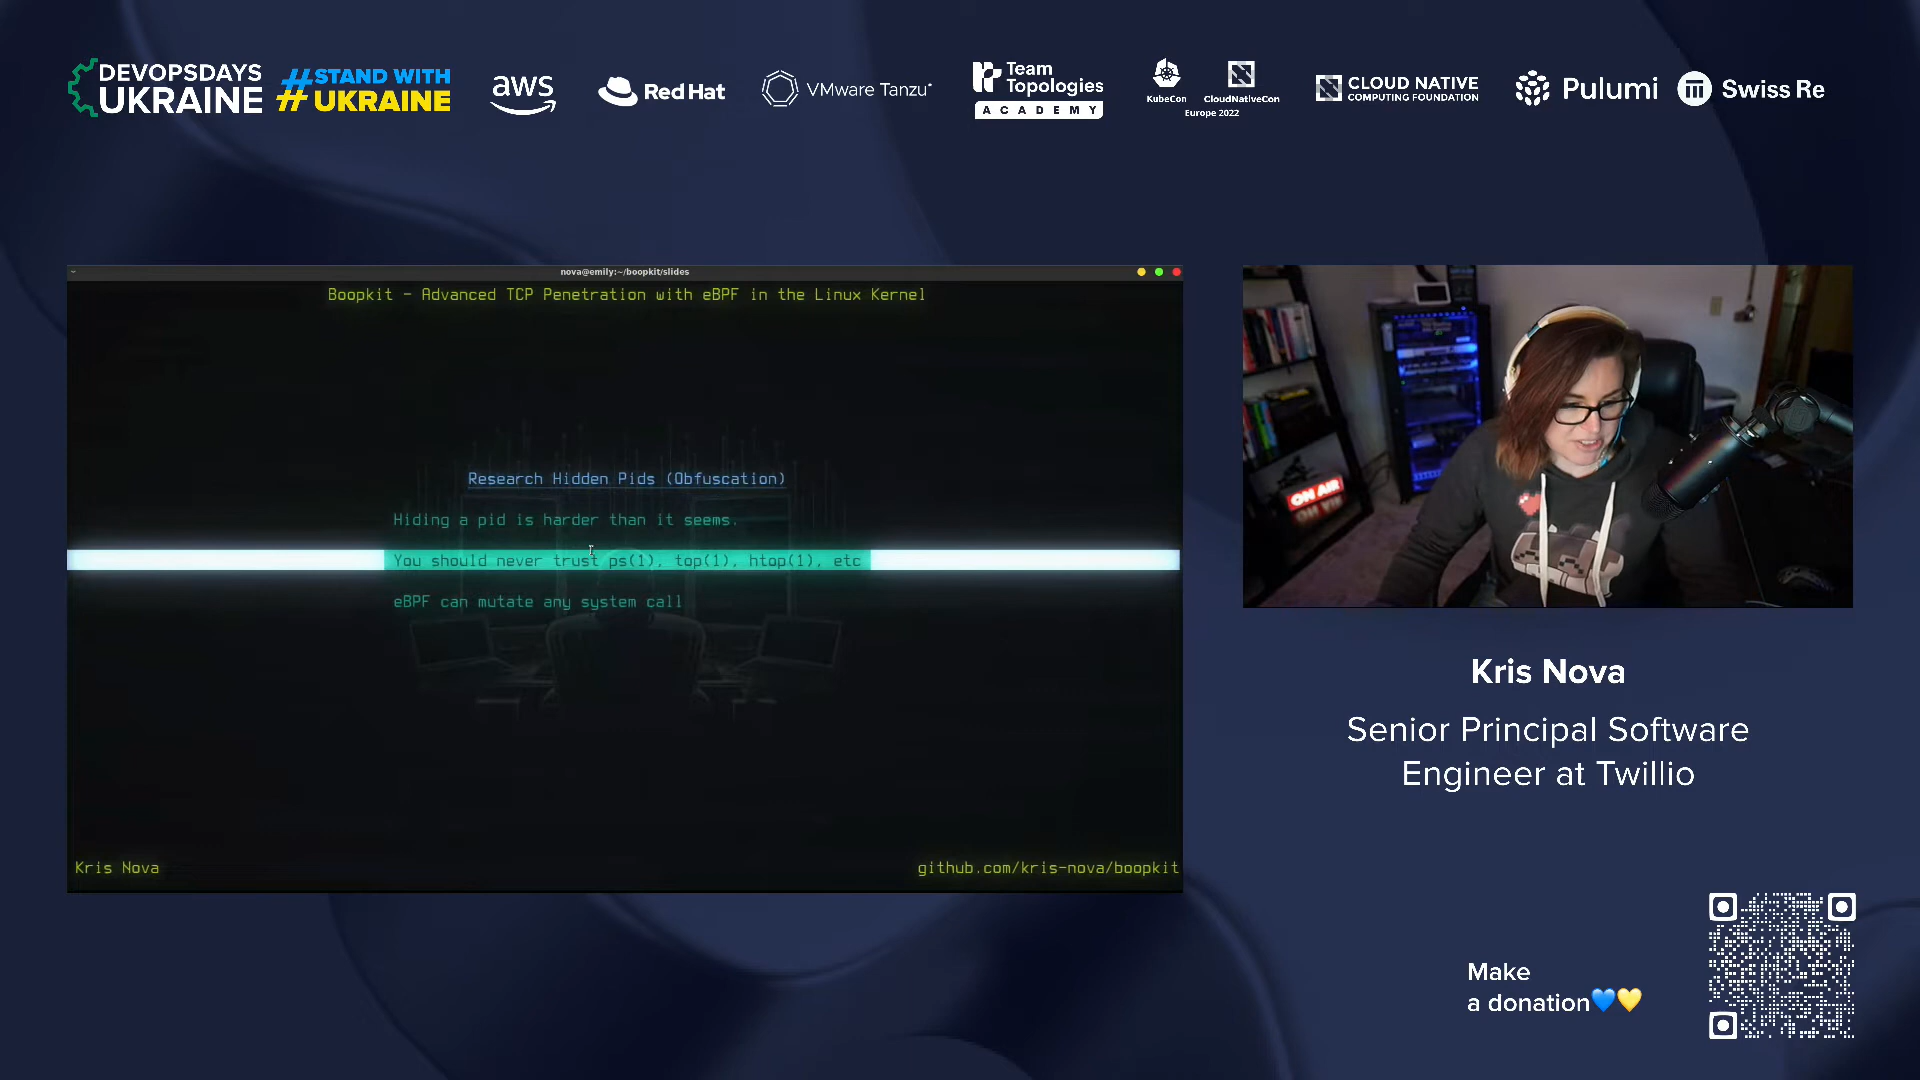 DEVOPSDAYS
UKRAINE
#STAND WITH
UKRAINE
aws
Red Hat
VMware Tanzu
Team
Topologies
ACADEMY
KubeCon
CloudNativeCon
Europe 2022
CLOUD NATIVE
COMPUTING FOUNDATION
Pulumi
Swiss Re
nova@emily:~/boopkit/slides
Boopkit - Advanced TCP Penetration with eBPF in the Linux Kernel
Research Hidden Pids (Obfuscation)
Hiding a pid is harder than it seems.
You should never trust ps(1), top(1), htop(1), etc
eBPF can mutate any system call
Kris Nova
github.com/kris-nova/boopkit
ON AIR
Kris Nova
Senior Principal Software
Engineer at Twillio
Make
a donation💙💛